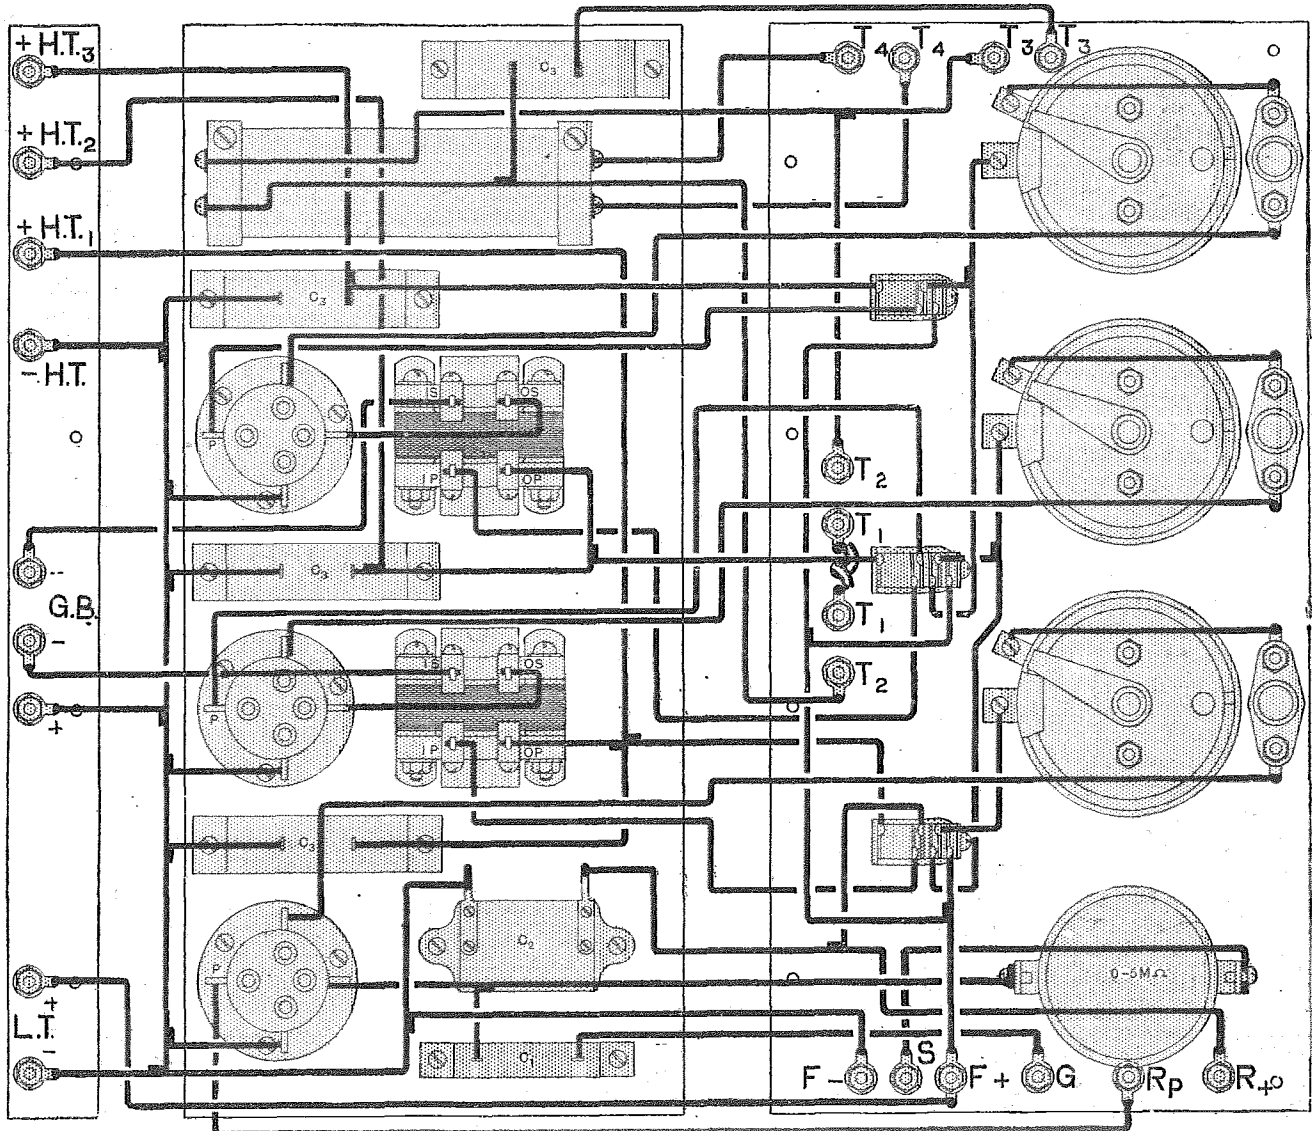 + H.T.3
+ H.T.2
+ H.T.1
- H.T.
-
G.B.
-
+
+
L.T.
-
C3
T4 T4 T3 T3
C3
IS OS
P
IP OP
T2
T1
C3
T1
IS OS
P
T2
IP OP
C3
C2
P
0-5MΩ
C1
F - S F + G RP R+